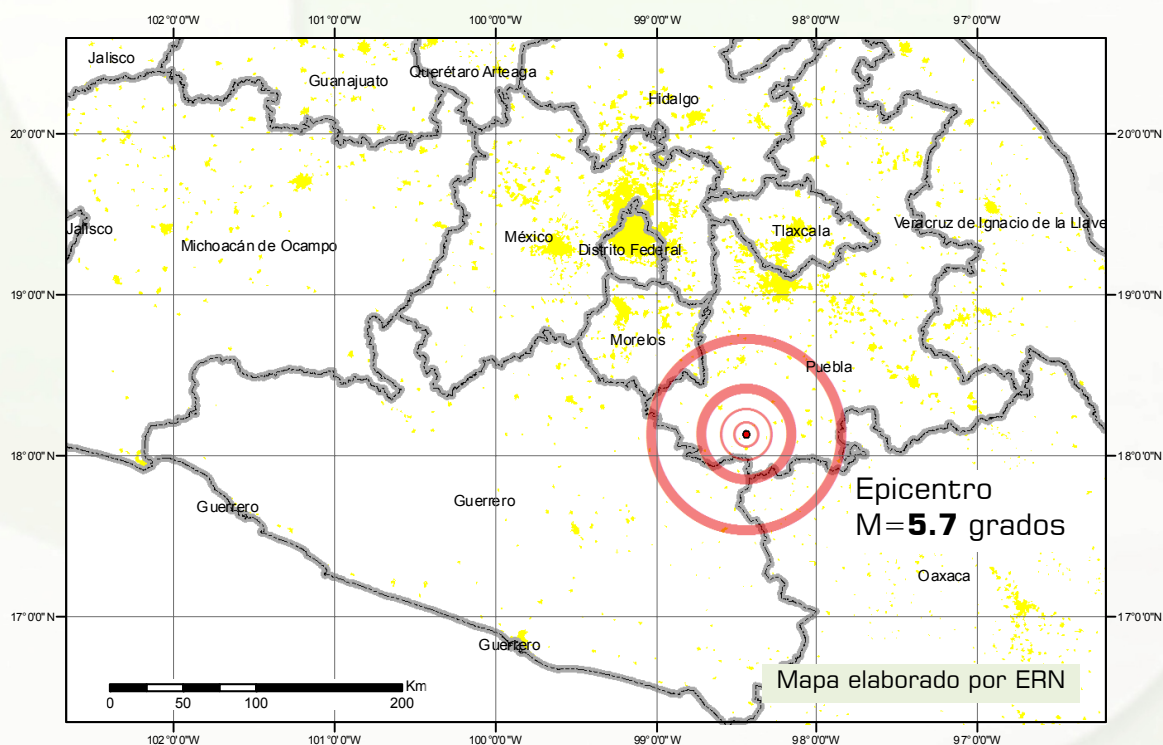 102°0'0"W 101°0'0"W 100°0'0"W 99°0'0"W 98°0'0"W 97°0'0"W
Jalisco
Guanajuato
Querétaro Arteaga
Hidalgo
20°0'0"N 20°0'0"N
Jalisco
Michoacán de Ocampo
México
Distrito Federal
Tlaxcala
Veracruz de Ignacio de la Llave
19°0'0"N 19°0'0"N
Morelos
Puebla
18°0'0"N 18°0'0"N
Guerrero
Guerrero
Epicentro
M=5.7 grados
Oaxaca
17°0'0"N 17°0'0"N
Guerrero
Mapa elaborado por ERN
Km
0 50 100 200
102°0'0"W 101°0'0"W 100°0'0"W 99°0'0"W 98°0'0"W 97°0'0"W